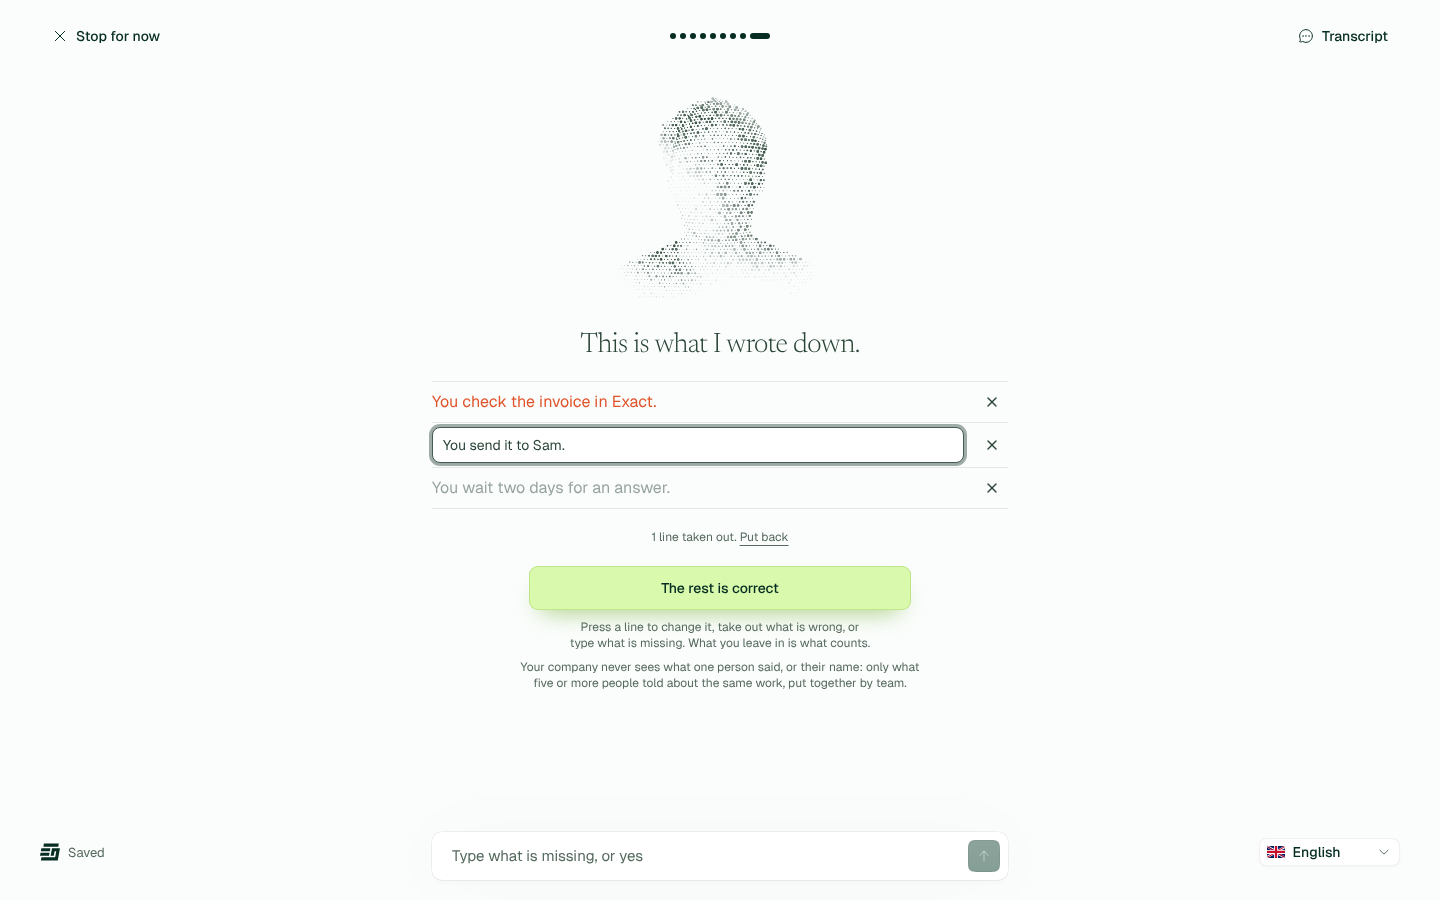 Stop for now
Transcript
This is what I wrote down.
You check the invoice in Exact.
You send it to Sam.
You wait two days for an answer.
1 line taken out. Put back
The rest is correct
Press a line to change it, take out what is wrong, or
type what is missing. What you leave in is what counts.
Your company never sees what one person said, or their name: only what
five or more people told about the same work, put together by team.
Saved
Type what is missing, or yes
English